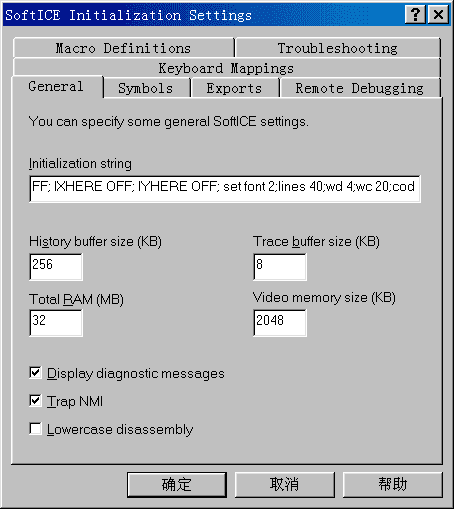 SoftICE Initialization Settings
Macro Definitions Troubleshooting
Keyboard Mappings
General Symbols Exports Remote Debugging
You can specify some general SoftICE settings.
Initialization string
FF; IXHERE OFF; IYHERE OFF; set font 2;lines 40;wd 4;wc 20;cod
History buffer size (KB) Trace buffer size (KB)
256 8
Total RAM (MB) Video memory size (KB)
32 2048
Display diagnostic messages
Trap NMI
Lowercase disassembly
确定 取消 帮助